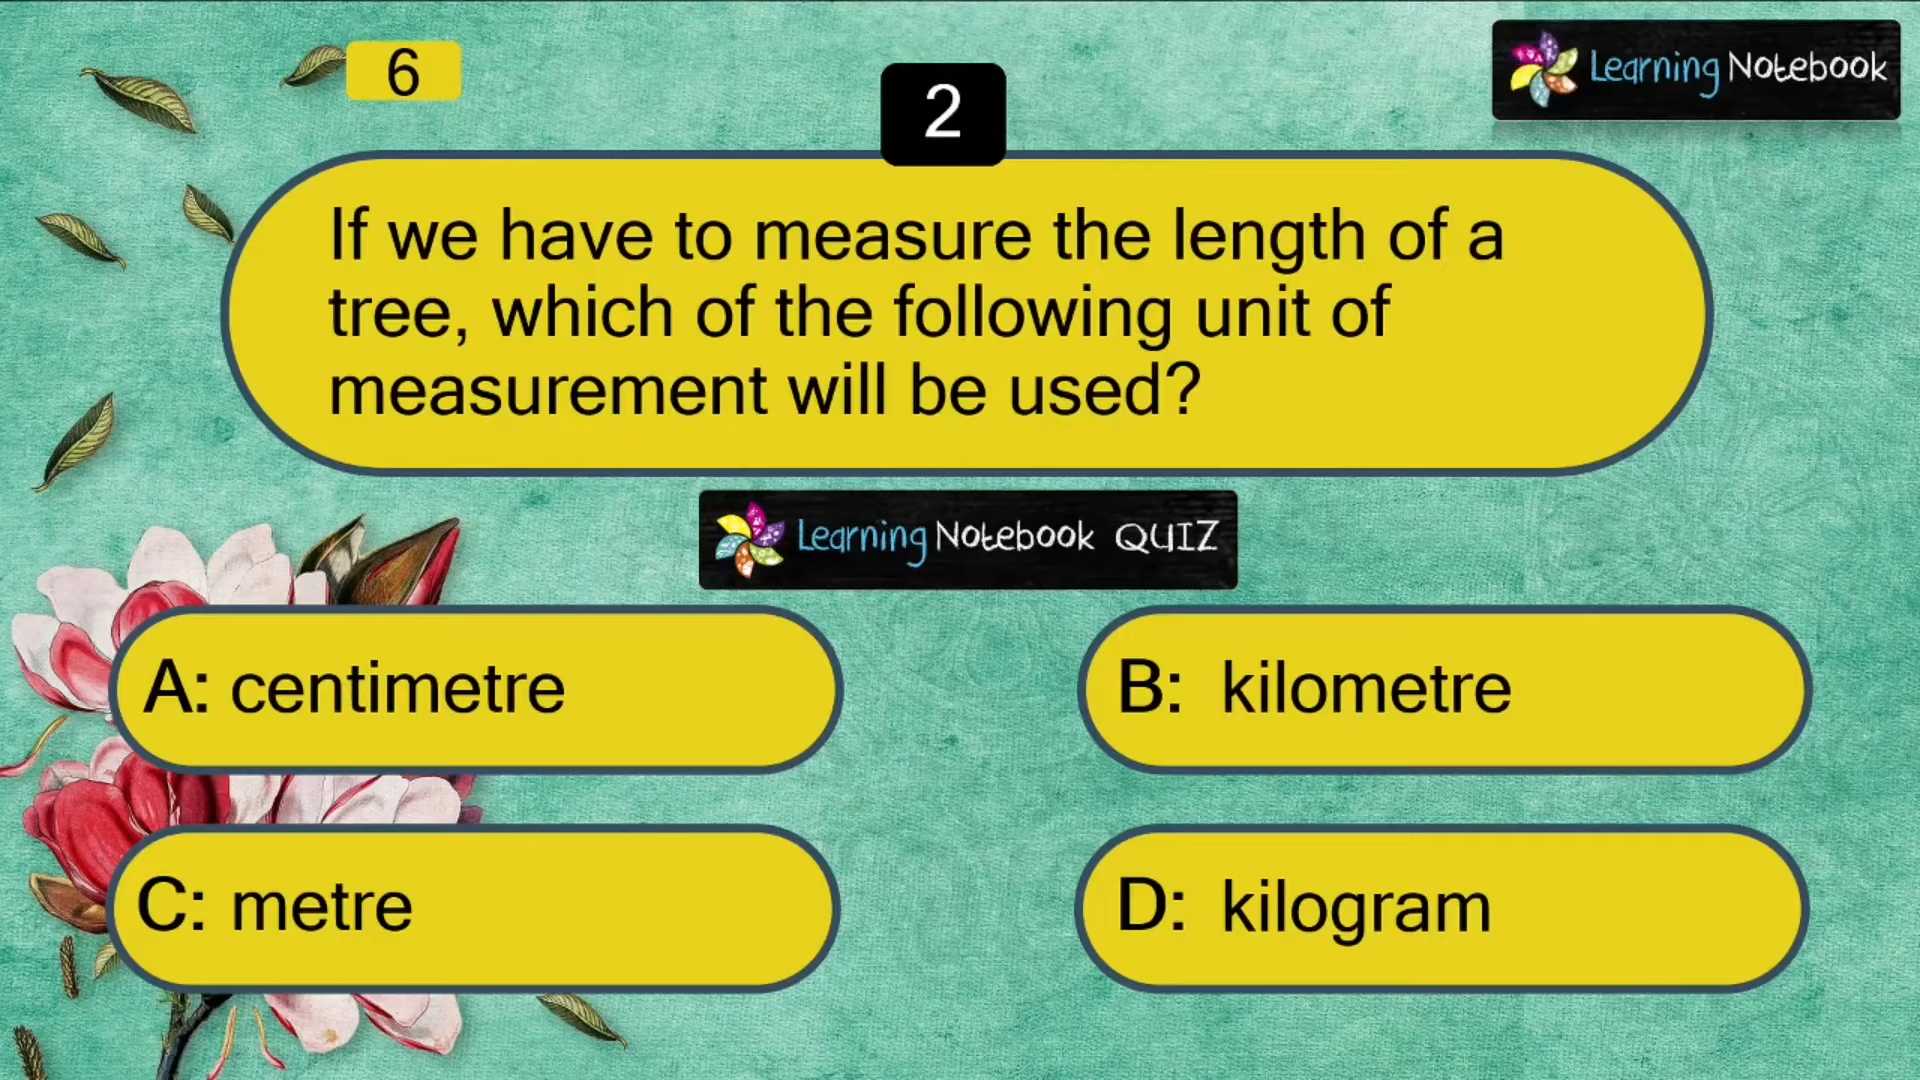 6
2
Learning Notebook
If we have to measure the length of a
tree, which of the following unit of
measurement will be used?
Learning Notebook QUIZ
A: centimetre
B: kilometre
C: metre
D: kilogram